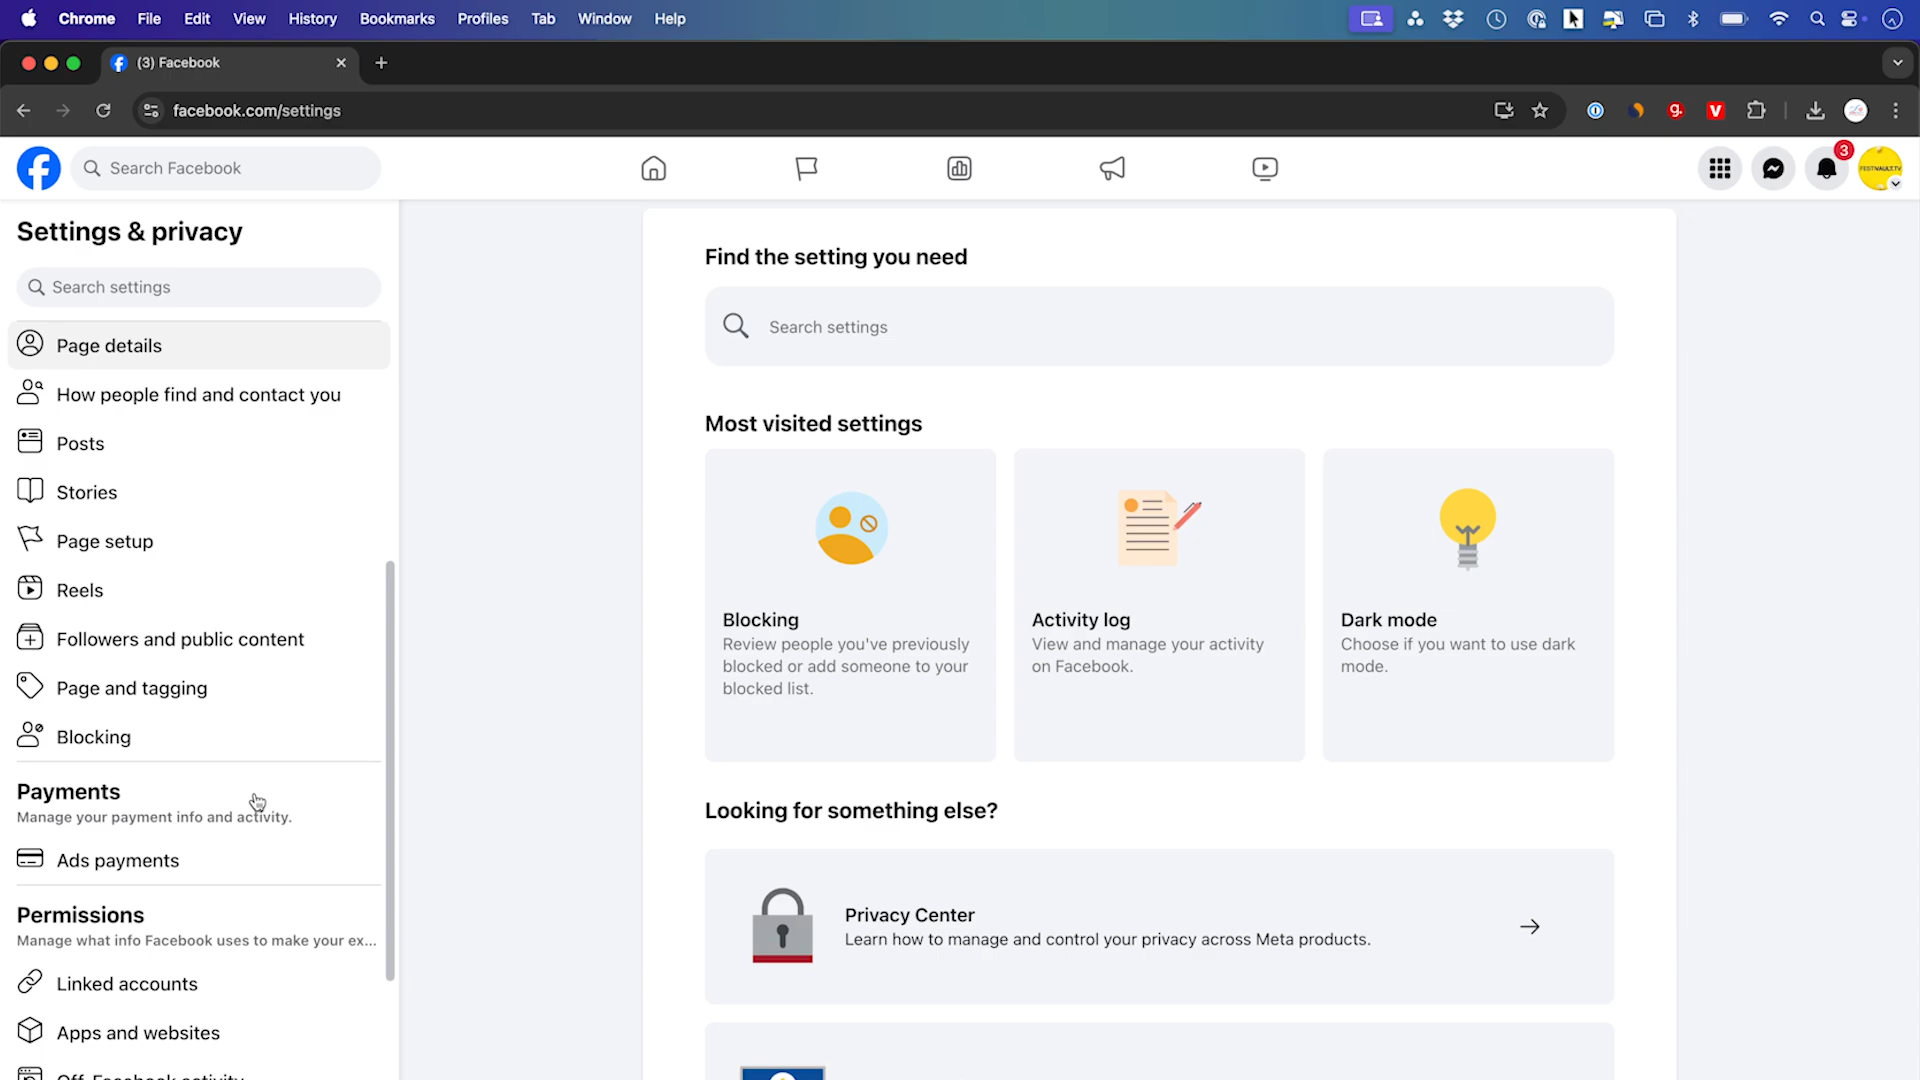 Chrome File Edit View History Bookmarks Profiles Tab Window Help
(3) Facebook
facebook.com/settings
Search Facebook
3
FESTVAULT.TV
Settings & privacy
Search settings
Page details
How people find and contact you
Posts
Stories
Page setup
Reels
Followers and public content
Page and tagging
Blocking
Payments
Manage your payment info and activity.
Ads payments
Permissions
Manage what info Facebook uses to make your ex...
Linked accounts
Apps and websites
Off-Facebook activity
Find the setting you need
Search settings
Most visited settings
Blocking
Review people you've previously
blocked or add someone to your
blocked list.
Activity log
View and manage your activity
on Facebook.
Dark mode
Choose if you want to use dark
mode.
Looking for something else?
Privacy Center
Learn how to manage and control your privacy across Meta products.